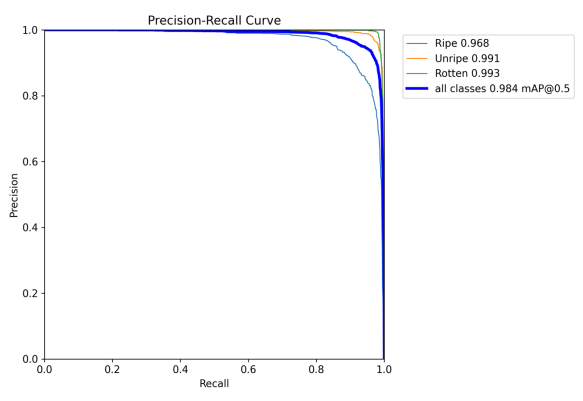 Precision-Recall Curve
1.0
0.8
0.6
0.4
0.2
0.0
Precision
0.0 0.2 0.4 0.6 0.8 1.0
Recall
Ripe 0.968
Unripe 0.991
Rotten 0.993
all classes 0.984 mAP@0.5